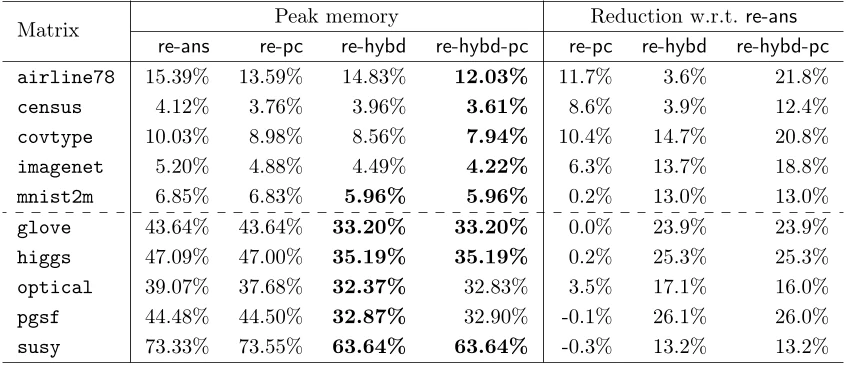 Matrix Peak memory Reduction w.r.t. re-ans
re-ans re-pc re-hybd re-hybd-pc re-pc re-hybd re-hybd-pc
airline78 15.39% 13.59% 14.83% 12.03% 11.7% 3.6% 21.8%
census 4.12% 3.76% 3.96% 3.61% 8.6% 3.9% 12.4%
covtype 10.03% 8.98% 8.56% 7.94% 10.4% 14.7% 20.8%
imagenet 5.20% 4.88% 4.49% 4.22% 6.3% 13.7% 18.8%
mnist2m 6.85% 6.83% 5.96% 5.96% 0.2% 13.0% 13.0%
glove 43.64% 43.64% 33.20% 33.20% 0.0% 23.9% 23.9%
higgs 47.09% 47.00% 35.19% 35.19% 0.2% 25.3% 25.3%
optical 39.07% 37.68% 32.37% 32.83% 3.5% 17.1% 16.0%
pgsf 44.48% 44.50% 32.87% 32.90% -0.1% 26.1% 26.0%
susy 73.33% 73.55% 63.64% 63.64% -0.3% 13.2% 13.2%